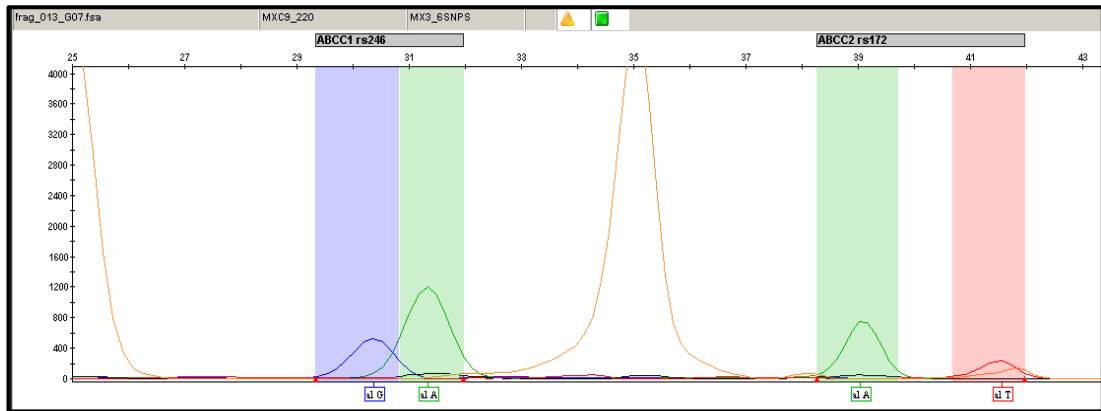 frag_013_G07.fsa MXC9_220 MX3_6SNPS
ABCC1 rs246 ABCC2 rs172
25 27 29 31 33 35 37 39 41 43
4000
3600
3200
2800
2400
2000
1600
1200
800
400
0
al G al A al A al T